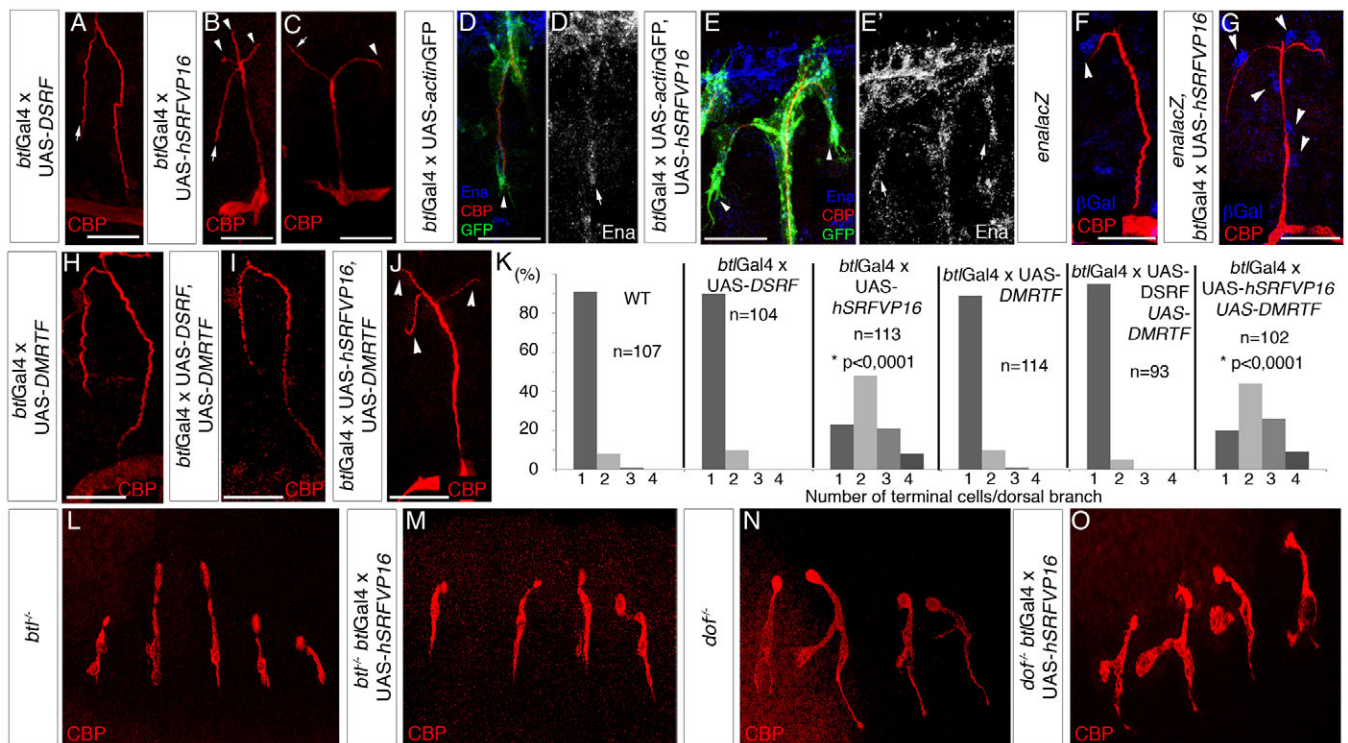 A
btlGal4 x
UAS-DSRF
CBP
B
btlGal4 x
UAS-hSRFVP16
CBP
C
CBP
D
btlGal4 x UAS-actinGFP
Ena
CBP
GFP
D'
Ena
E
btlGal4 x UAS-actinGFP,
UAS-hSRFVP16
Ena
CBP
GFP
E'
Ena
F
enalacZ
βGal
CBP
G
enalacZ,
btlGal4 x UAS-hSRFVP16
βGal
CBP
H
btlGal4 x
UAS-DMRTF
CBP
I
btlGal4 x UAS-DSRF,
UAS-DMRTF
CBP
J
btlGal4 x UAS-hSRFVP16,
UAS-DMRTF
CBP
K
(%)
80
60
40
20
0
WT
n=107
btlGal4 x
UAS-DSRF
n=104
btlGal4 x
UAS-
hSRFVP16
n=113
* p<0,0001
btlGal4 x UAS-
DMRTF
n=114
btlGal4 x UAS-
DSRF
UAS-
DMRTF
n=93
btlGal4 x
UAS-hSRFVP16
UAS-DMRTF
n=102
* p<0,0001
1 2 3 4 1 2 3 4 1 2 3 4 1 2 3 4 1 2 3 4 1 2 3 4
Number of terminal cells/dorsal branch
L
btl-/-
CBP
M
btl-/- btlGal4 x
UAS-hSRFVP16
CBP
N
dof-/-
CBP
O
dof-/- btlGal4 x
UAS-hSRFVP16
CBP